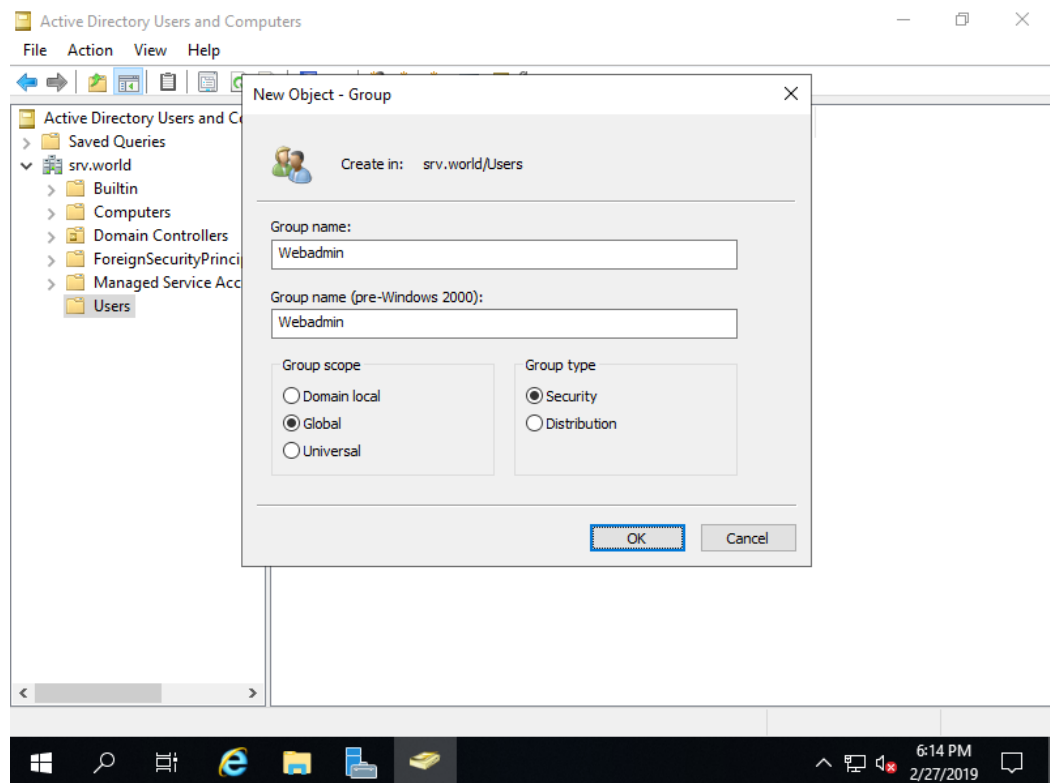 Active Directory Users and Computers
File Action View Help
New Object - Group
Active Directory Users and Co
Saved Queries
srv.world
Builtin
Computers
Domain Controllers
ForeignSecurityPrinci
Managed Service Acc
Users
Create in: srv.world/Users
Group name:
Webadmin
Group name (pre-Windows 2000):
Webadmin
Group scope
Domain local
Global
Universal
Group type
Security
Distribution
OK Cancel
6:14 PM
2/27/2019